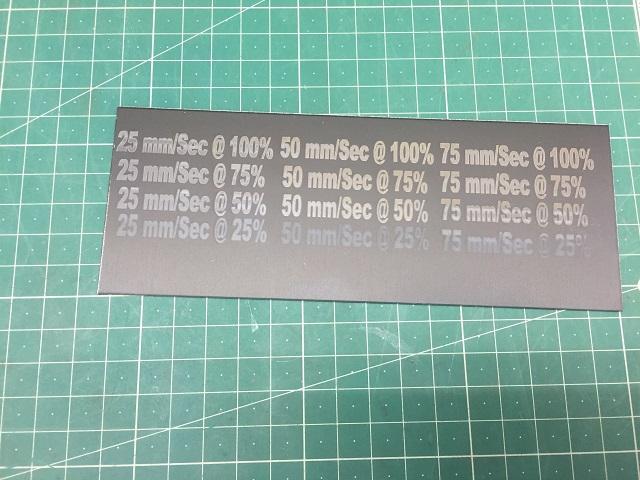 25 mm/Sec @ 100% 50 mm/Sec @ 100% 75 mm/Sec @ 100%
25 mm/Sec @ 75% 50 mm/Sec @ 75% 75 mm/Sec @ 75%
25 mm/Sec @ 50% 50 mm/Sec @ 50% 75 mm/Sec @ 50%
25 mm/Sec @ 25% 50 mm/Sec @ 25% 75 mm/Sec @ 25%